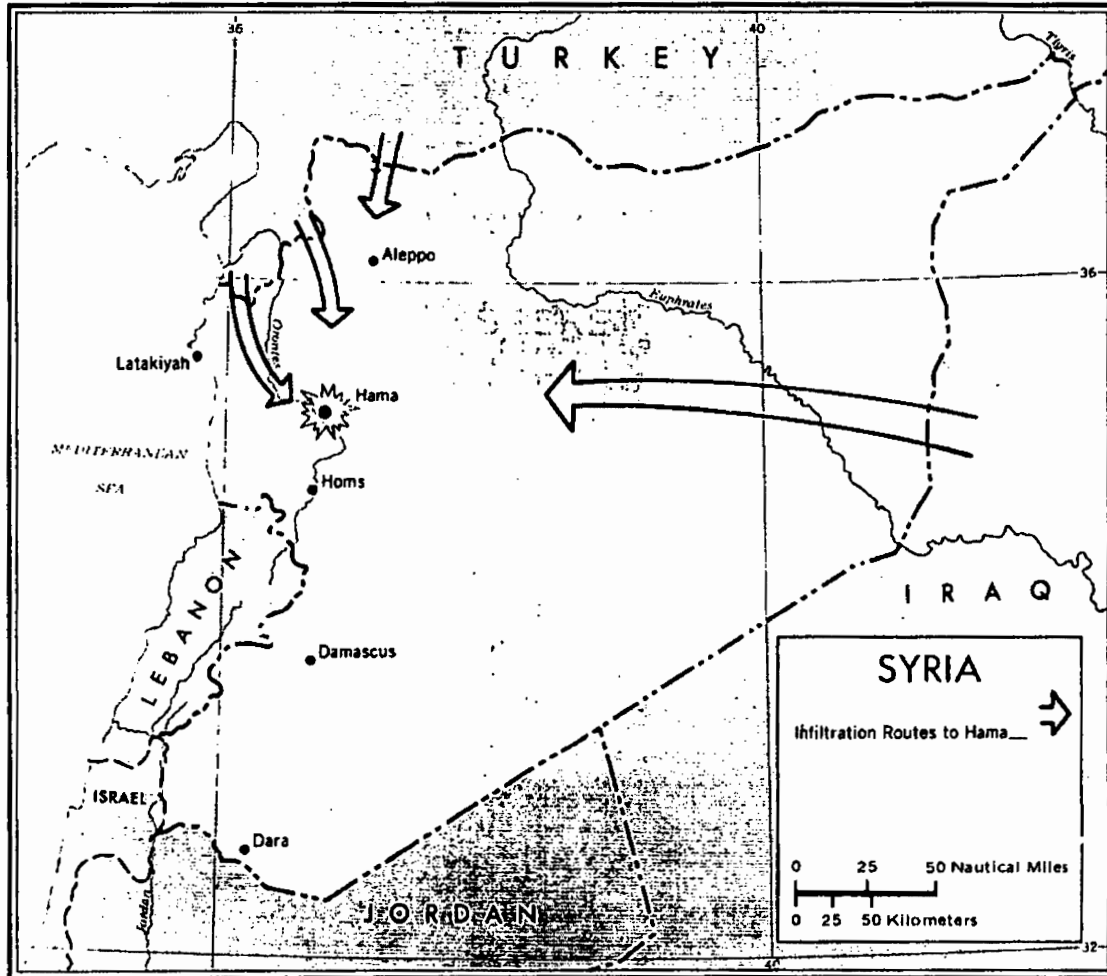 36
40
TURKEY
Tigris
Aleppo
36
Euphrates
Orontes
Latakiyah
Hama
MEDITERRANEAN
SEA
Homs
LEBANON
IRAQ
Damascus
SYRIA
Infiltration Routes to Hama
ISRAEL
Dara
0 25 50 Nautical Miles
0 25 50 Kilometers
Jordan
JORDAN
40
32